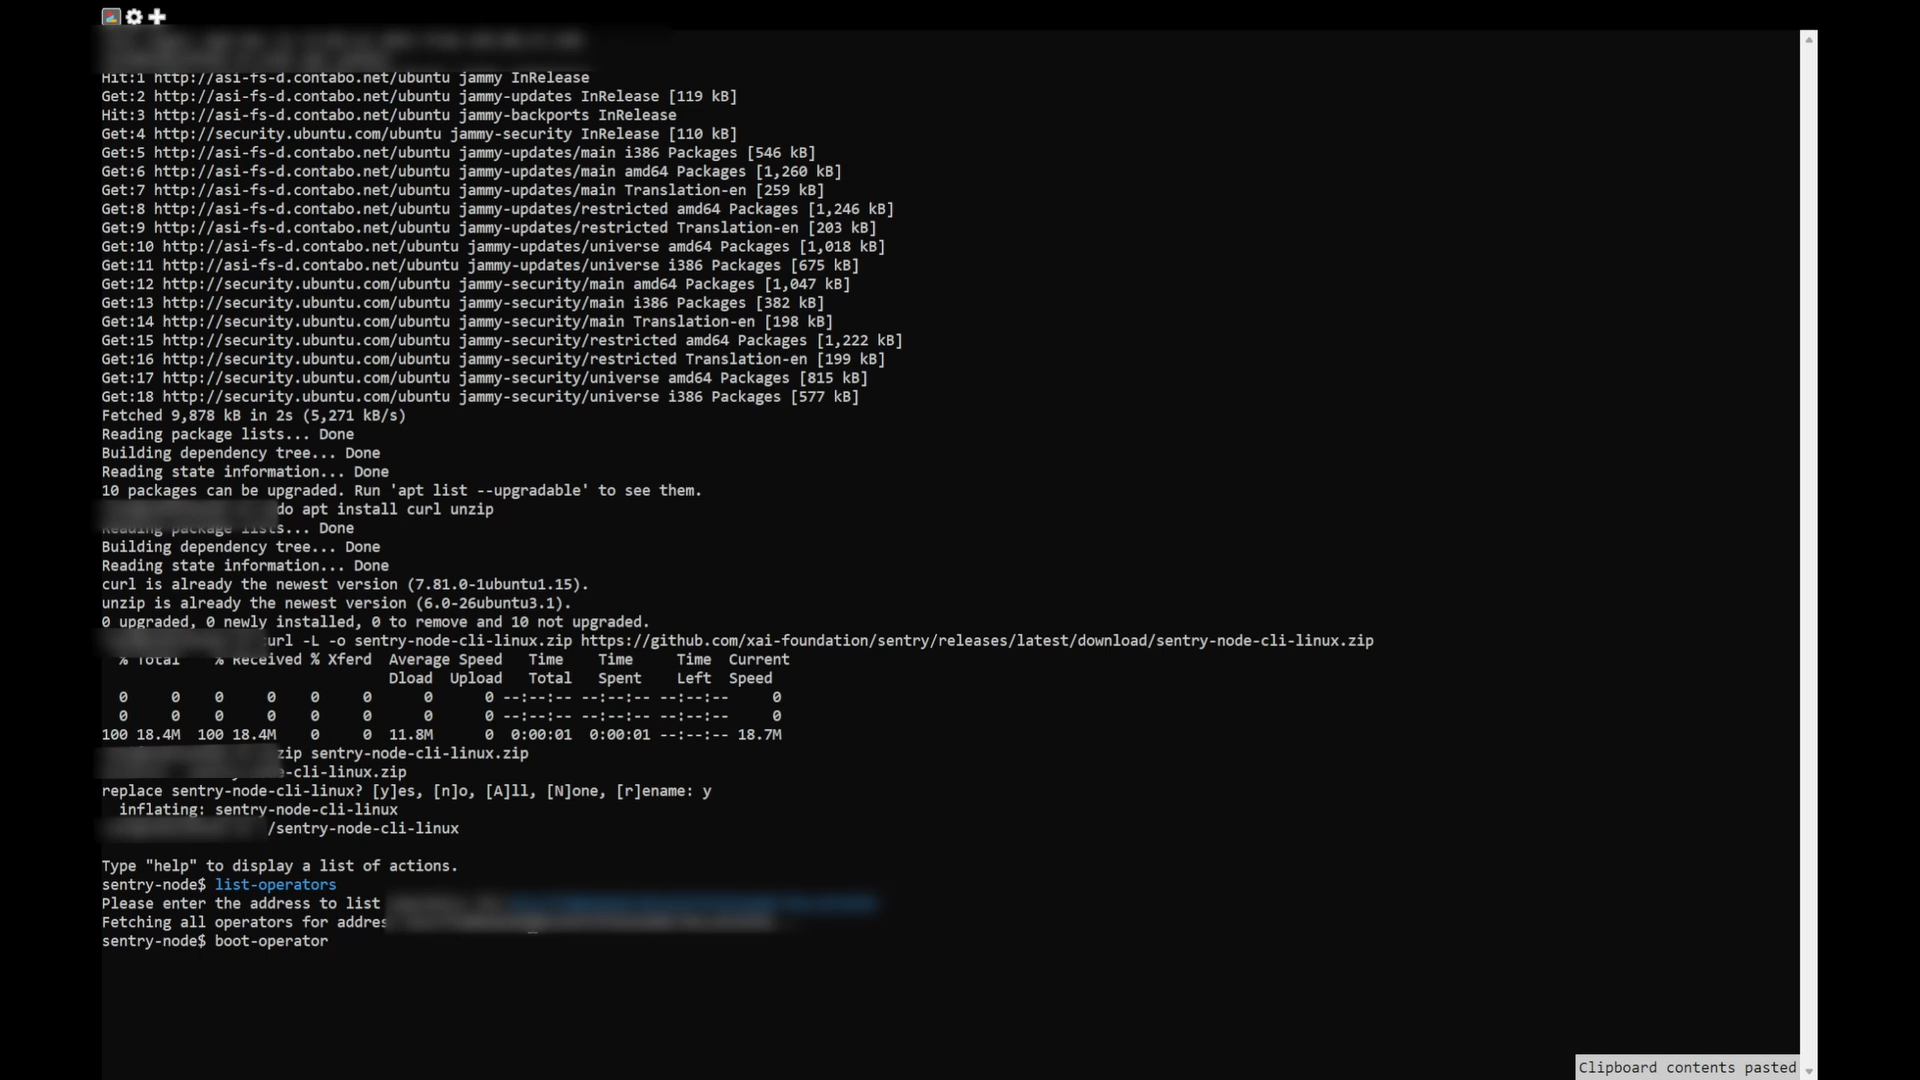 Hit:1 http://asi-fs-d.contabo.net/ubuntu jammy InRelease
Get:2 http://asi-fs-d.contabo.net/ubuntu jammy-updates InRelease [119 kB]
Hit:3 http://asi-fs-d.contabo.net/ubuntu jammy-backports InRelease
Get:4 http://security.ubuntu.com/ubuntu jammy-security InRelease [110 kB]
Get:5 http://asi-fs-d.contabo.net/ubuntu jammy-updates/main i386 Packages [546 kB]
Get:6 http://asi-fs-d.contabo.net/ubuntu jammy-updates/main amd64 Packages [1,260 kB]
Get:7 http://asi-fs-d.contabo.net/ubuntu jammy-updates/main Translation-en [259 kB]
Get:8 http://asi-fs-d.contabo.net/ubuntu jammy-updates/restricted amd64 Packages [1,246 kB]
Get:9 http://asi-fs-d.contabo.net/ubuntu jammy-updates/restricted Translation-en [203 kB]
Get:10 http://asi-fs-d.contabo.net/ubuntu jammy-updates/universe amd64 Packages [1,018 kB]
Get:11 http://asi-fs-d.contabo.net/ubuntu jammy-updates/universe i386 Packages [675 kB]
Get:12 http://security.ubuntu.com/ubuntu jammy-security/main amd64 Packages [1,047 kB]
Get:13 http://security.ubuntu.com/ubuntu jammy-security/main i386 Packages [382 kB]
Get:14 http://security.ubuntu.com/ubuntu jammy-security/main Translation-en [198 kB]
Get:15 http://security.ubuntu.com/ubuntu jammy-security/restricted amd64 Packages [1,222 kB]
Get:16 http://security.ubuntu.com/ubuntu jammy-security/restricted Translation-en [199 kB]
Get:17 http://security.ubuntu.com/ubuntu jammy-security/universe amd64 Packages [815 kB]
Get:18 http://security.ubuntu.com/ubuntu jammy-security/universe i386 Packages [577 kB]
Fetched 9,878 kB in 2s (5,271 kB/s)
Reading package lists... Done
Building dependency tree... Done
Reading state information... Done
10 packages can be upgraded. Run 'apt list --upgradable' to see them.
do apt install curl unzip
Reading package lists... Done
Building dependency tree... Done
Reading state information... Done
curl is already the newest version (7.81.0-1ubuntu1.15).
unzip is already the newest version (6.0-26ubuntu3.1).
0 upgraded, 0 newly installed, 0 to remove and 10 not upgraded.
url -L -o sentry-node-cli-linux.zip https://github.com/xai-foundation/sentry/releases/latest/download/sentry-node-cli-linux.zip
% Total % Received % Xferd Average Speed Time Time Time Current
Dload Upload Total Spent Left Speed
0 0 0 0 0 0 0 0 --:--:-- --:--:-- --:--:-- 0
0 0 0 0 0 0 0 0 --:--:-- --:--:-- --:--:-- 0
100 18.4M 100 18.4M 0 0 11.8M 0 0:00:01 0:00:01 --:--:-- 18.7M
zip sentry-node-cli-linux.zip
e-cli-linux.zip
replace sentry-node-cli-linux? [y]es, [n]o, [A]ll, [N]one, [r]ename: y
inflating: sentry-node-cli-linux
/sentry-node-cli-linux
Type "help" to display a list of actions.
sentry-node$ list-operators
Please enter the address to list
Fetching all operators for addres
sentry-node$ boot-operator
Clipboard contents pasted